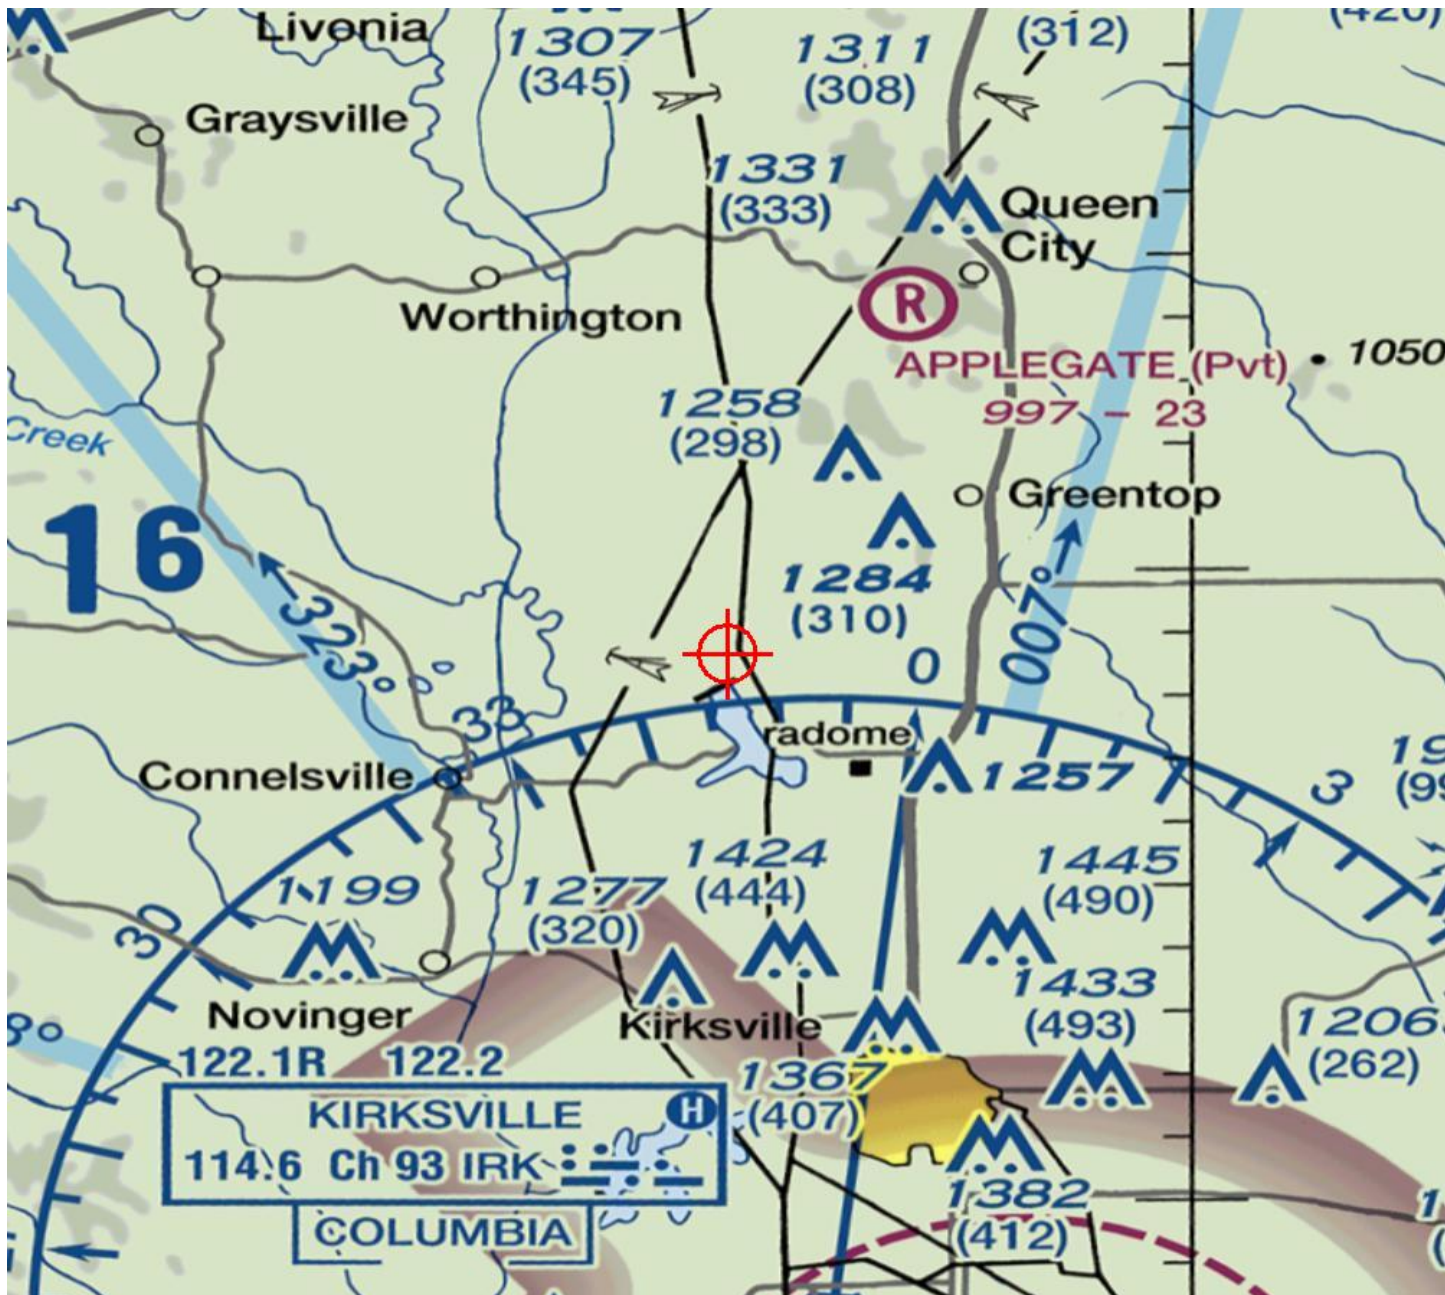 (420)
Livonia
1307
(345)
1311
(308)
(312)
Graysville
1331
(333)
Queen
City
R
Worthington
APPLEGATE (Pvt)
997 - 23
1050
1258
(298)
Creek
Greentop
16
1284
(310)
323°
007°
0
33
radome
Connelsville
1257
3
1424
(444)
1445
(490)
1199
1277
(320)
30
1433
(493)
Novinger
Kirksville
1206
(262)
122.1R 122.2
1367
(407)
KIRKSVILLE
H
114.6 Ch 93 IRK
1382
(412)
COLUMBIA